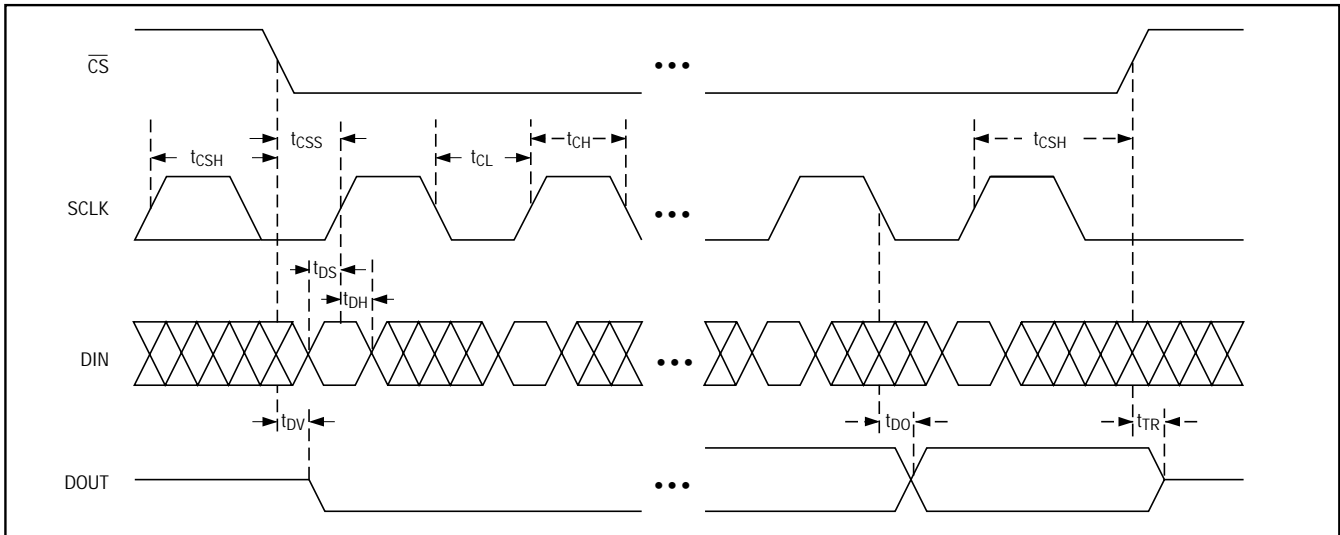 CS
•••
tCSH
tCSS
tCL
tCH
tCSH
SCLK
•••
tDS
tDH
DIN
•••
tDV
tDO
tTR
DOUT
•••